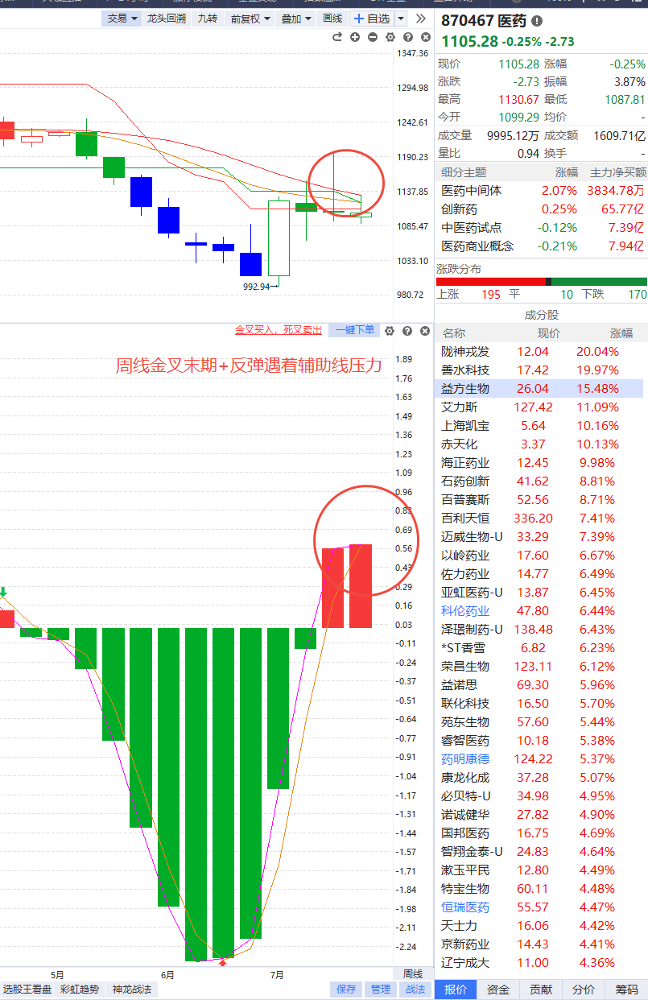 交易 龙头回溯 九转 前复权 叠加 画线 + 自选
870467 医药
1105.28 -0.25% -2.73
现价 1105.28 涨幅 -0.25%
涨跌 -2.73 振幅 3.87%
最高 1130.67 最低 1087.81
今开 1099.29 均价 -
成交量 9995.12万 成交额 1609.71亿
量比 0.94 换手 -
细分主题 涨幅 主力净买额
医药中间体 2.07% 3834.78万
创新药 0.25% 65.77亿
中医药试点 -0.12% 7.39亿
医药商业概念 -0.21% 7.94亿
涨跌分布
上涨 195 平 10 下跌 170
成分股
名称 现价 涨幅
陇神戎发 12.04 20.04%
善水科技 17.42 19.97%
益方生物 26.04 15.48%
艾力斯 127.42 11.09%
上海凯宝 5.64 10.16%
赤天化 3.37 10.13%
海正药业 12.45 9.98%
石药创新 41.62 8.81%
百普赛斯 52.56 8.71%
百利天恒 336.20 7.41%
迈威生物-U 33.29 7.39%
以岭药业 17.60 6.67%
佐力药业 14.77 6.49%
亚虹医药-U 13.87 6.45%
科伦药业 47.80 6.44%
泽璟制药-U 138.48 6.43%
*ST香雪 6.82 6.23%
荣昌生物 123.11 6.12%
益诺思 69.30 5.96%
联化科技 16.50 5.70%
苑东生物 57.60 5.44%
睿智医药 10.18 5.38%
药明康德 124.22 5.37%
康龙化成 37.28 5.07%
必贝特-U 34.98 4.95%
诺诚健华 27.82 4.90%
国邦医药 16.75 4.69%
智翔金泰-U 24.83 4.64%
漱玉平民 12.80 4.49%
特宝生物 60.11 4.48%
恒瑞医药 55.57 4.47%
天士力 16.06 4.42%
京新药业 14.43 4.41%
辽宁成大 11.00 4.36%
报价 资金 贡献 分价 筹码
1347.36
1294.98
1242.61
1190.23
1137.85
1085.47
1033.10
980.72
992.94
金叉买入，死叉卖出 一键下单
周线金叉末期+反弹遇着辅助线压力
1.89
1.76
1.63
1.49
1.36
1.23
1.09
0.96
0.83
0.69
0.56
0.43
0.29
0.16
0.03
-0.11
-0.24
-0.37
-0.51
-0.64
-0.77
-0.91
-1.04
-1.17
-1.31
-1.44
-1.57
-1.71
-1.84
-1.98
-2.11
-2.24
5月 6月 7月 周线
选股王看盘 彩虹趋势 神龙战法 保存 管理 战法